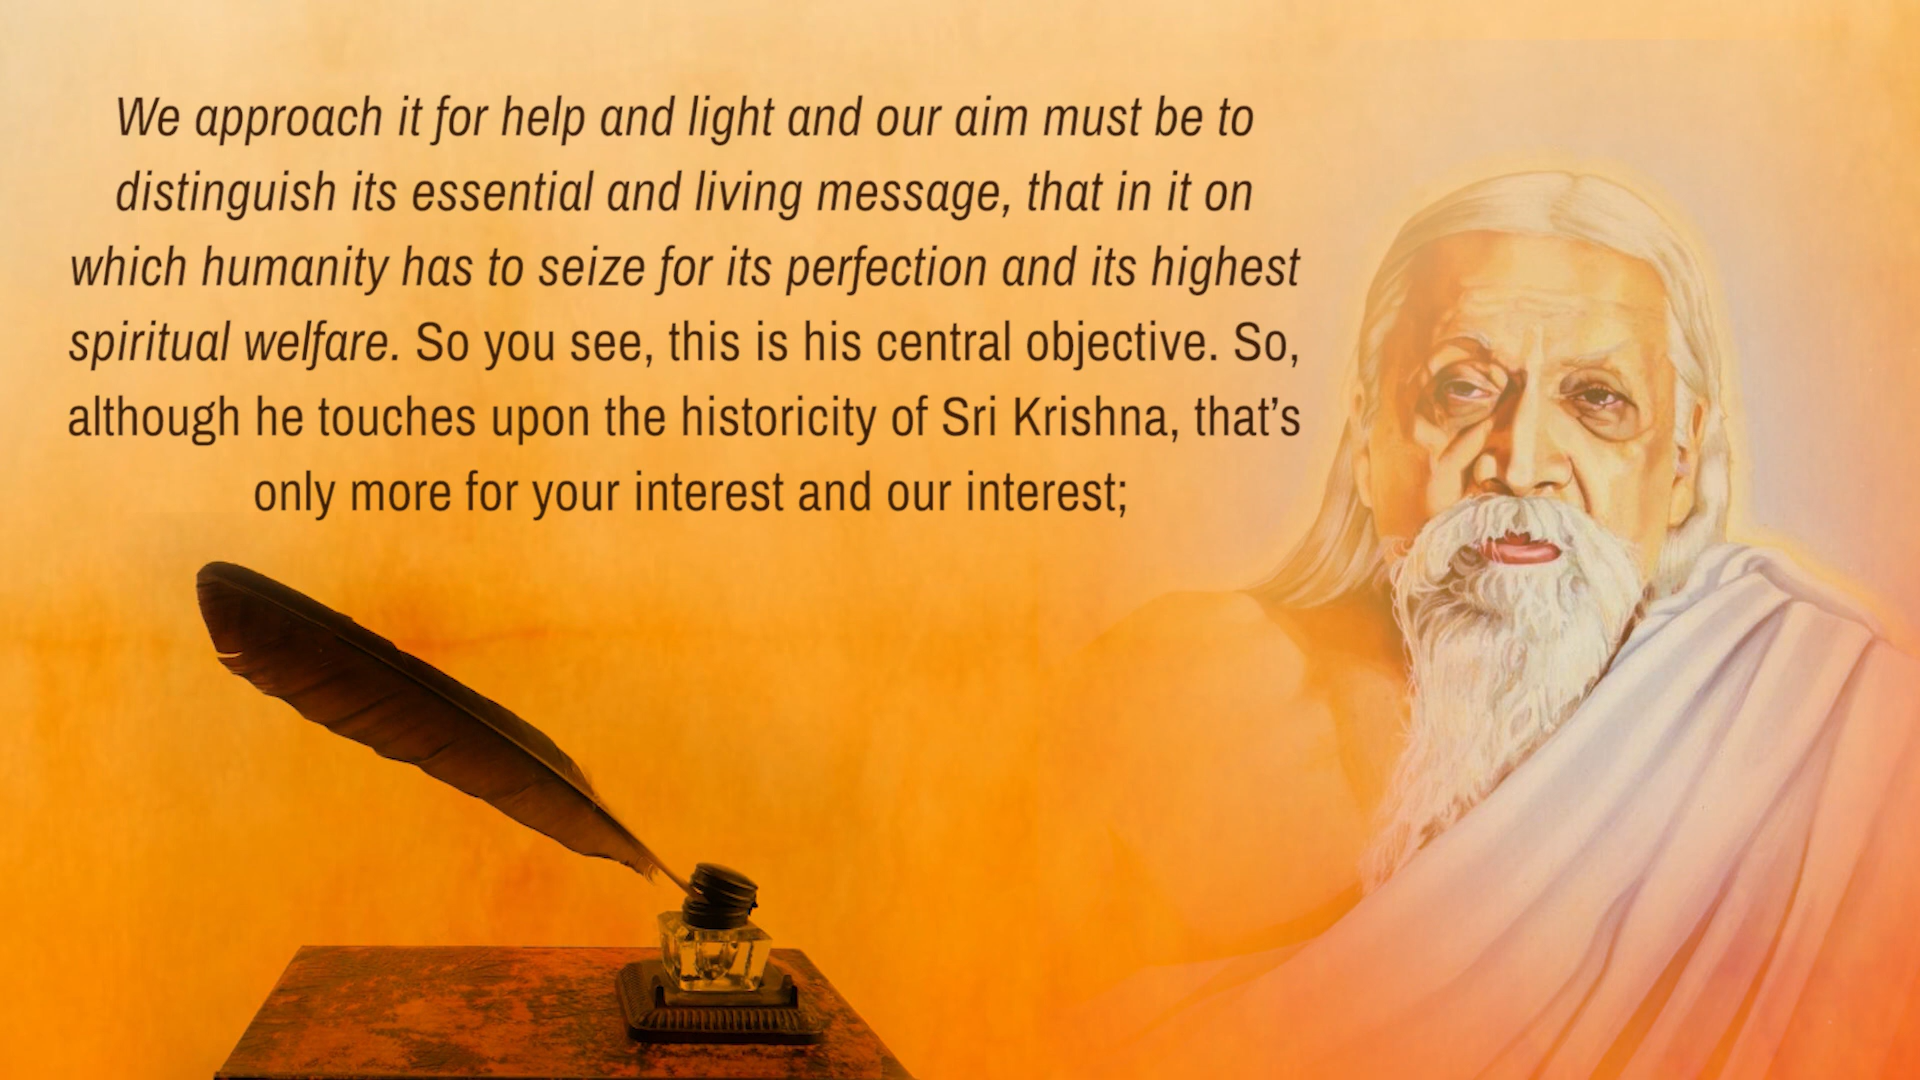 We approach it for help and light and our aim must be to
distinguish its essential and living message, that in it on
which humanity has to seize for its perfection and its highest
spiritual welfare. So you see, this is his central objective. So,
although he touches upon the historicity of Sri Krishna, that’s
only more for your interest and our interest;